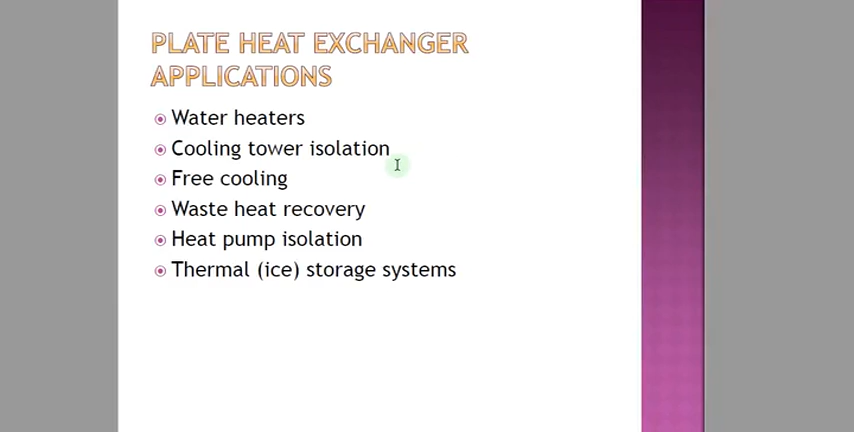 PLATE HEAT EXCHANGER
APPLICATIONS
Water heaters
Cooling tower isolation
Free cooling
Waste heat recovery
Heat pump isolation
Thermal (ice) storage systems